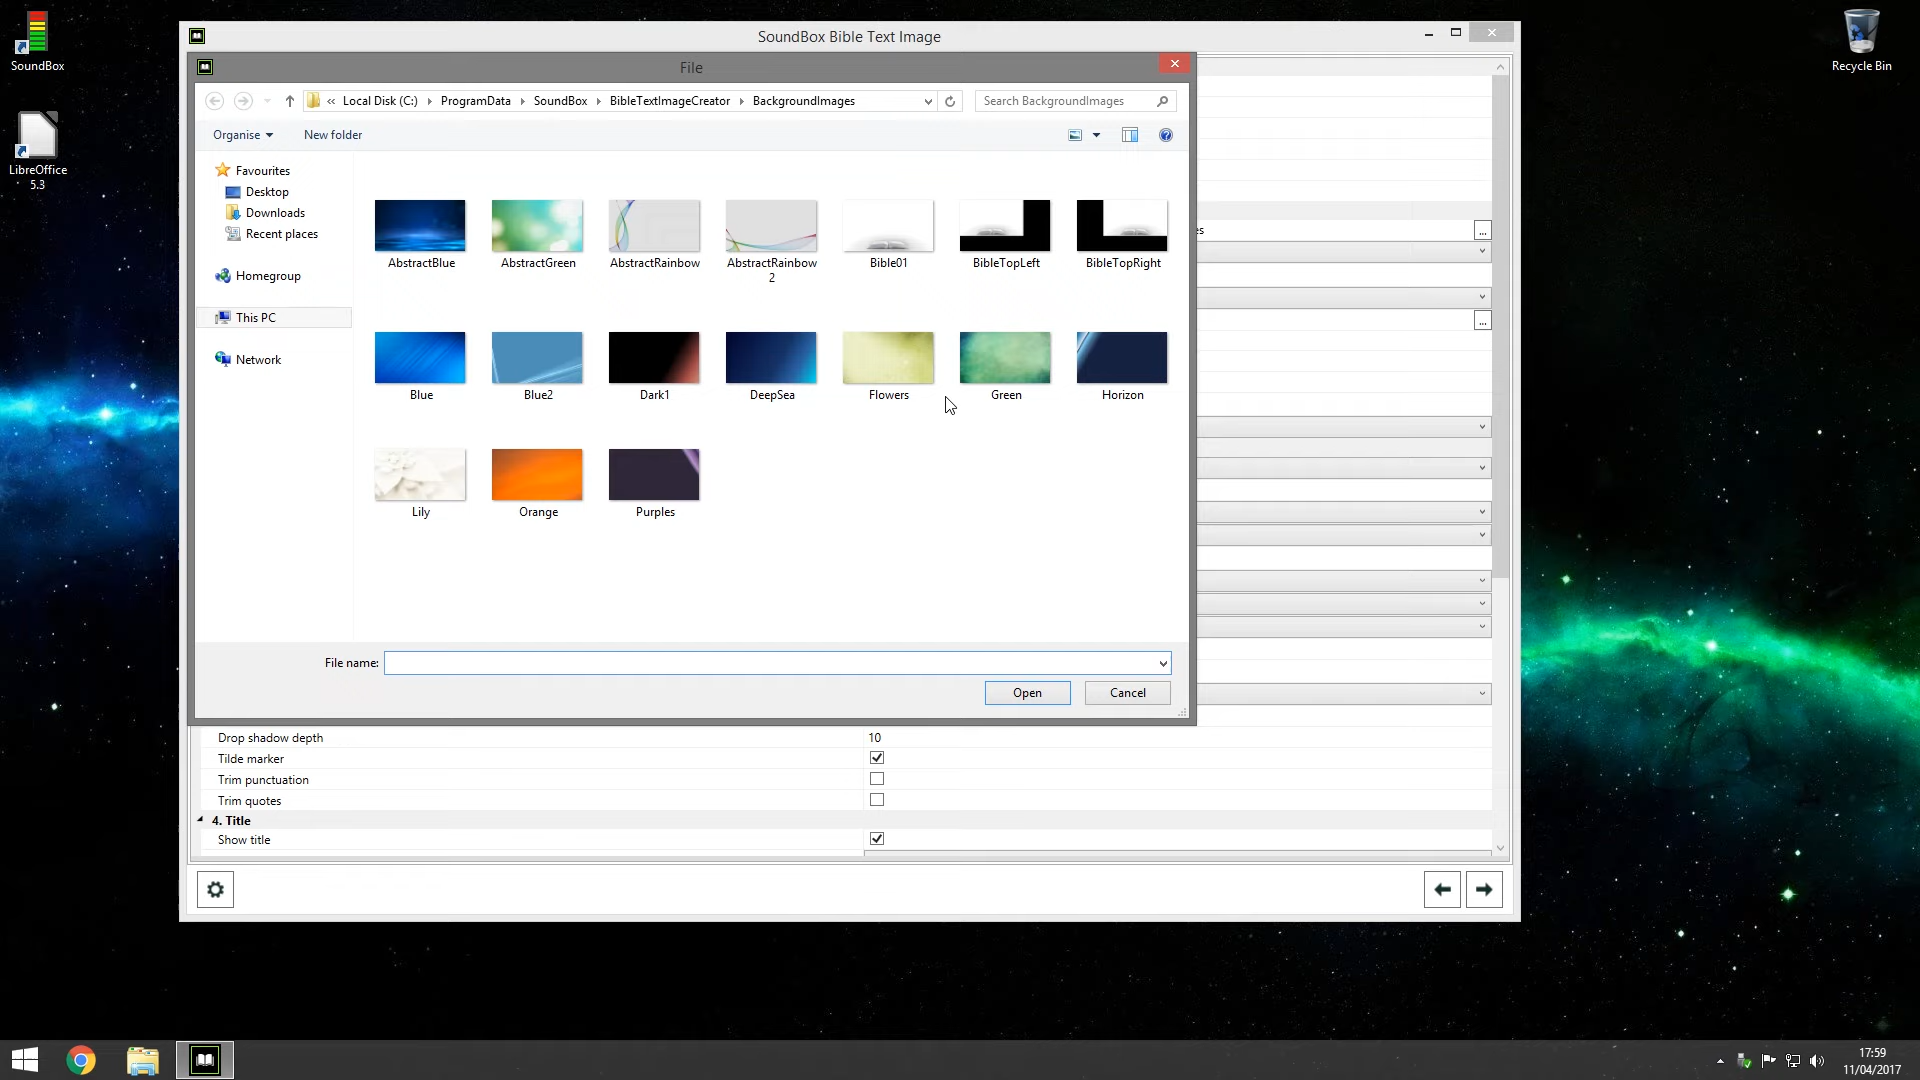 SoundBox
LibreOffice
5.3
Recycle Bin
SoundBox Bible Text Image
File
« Local Disk (C:) ProgramData SoundBox BibleTextImageCreator BackgroundImages
Search BackgroundImages
Organise
New folder
Favourites
Desktop
Downloads
Recent places
Homegroup
This PC
Network
AbstractBlue
AbstractGreen
AbstractRainbow
AbstractRainbow
2
Bible01
BibleTopLeft
BibleTopRight
Blue
Blue2
Dark1
DeepSea
Flowers
Green
Horizon
Lily
Orange
Purples
...
...
File name:
Open
Cancel
Drop shadow depth
10
Tilde marker
Trim punctuation
Trim quotes
4. Title
Show title
17:59
11/04/2017